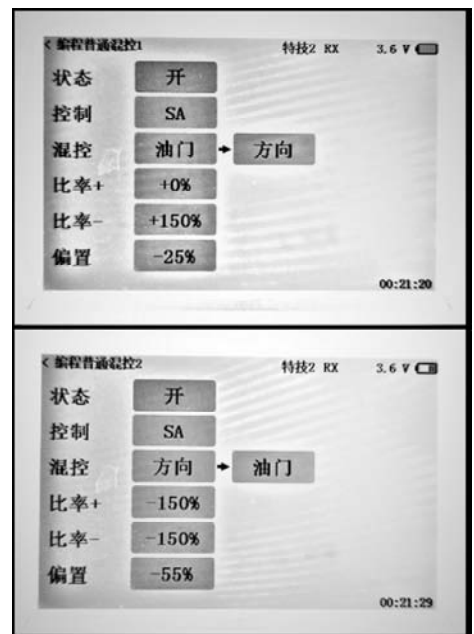 < 编程普通混控1 特技2 RX 3.6 V
状态 开
控制 SA
混控 油门 → 方向
比率+ +0%
比率- +150%
偏置 -25%
00:21:20
< 编程普通混控2 特技2 RX 3.6 V
状态 开
控制 SA
混控 方向 → 油门
比率+ -150%
比率- -150%
偏置 -55%
00:21:29